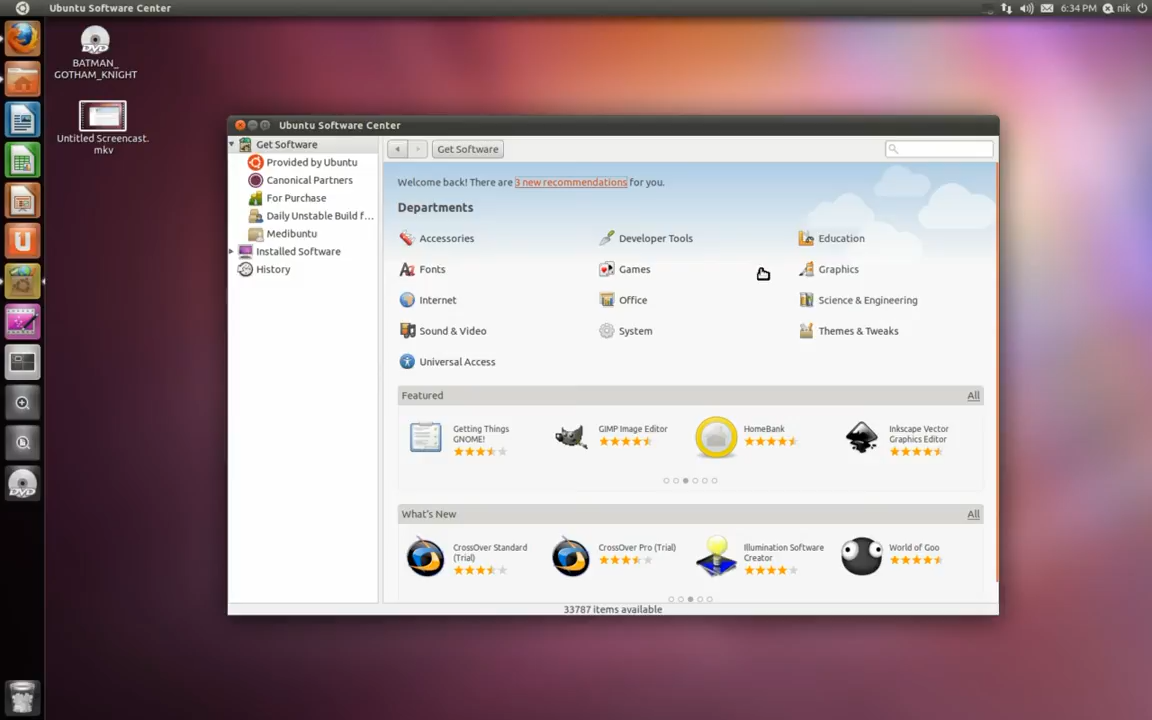 Ubuntu Software Center
6:34 PM
nik
BATMAN_
GOTHAM_KNIGHT
Untitled Screencast.
mkv
Ubuntu Software Center
Get Software
Provided by Ubuntu
Canonical Partners
For Purchase
Daily Unstable Build f...
Medibuntu
Installed Software
History
Get Software
Welcome back! There are 3 new recommendations for you.
Departments
Accessories
Developer Tools
Education
Fonts
Games
Graphics
Internet
Office
Science & Engineering
Sound & Video
System
Themes & Tweaks
Universal Access
Featured
All
Getting Things
GNOME!
GIMP Image Editor
HomeBank
Inkscape Vector
Graphics Editor
What's New
All
CrossOver Standard
(Trial)
CrossOver Pro (Trial)
Illumination Software
Creator
World of Goo
33787 items available